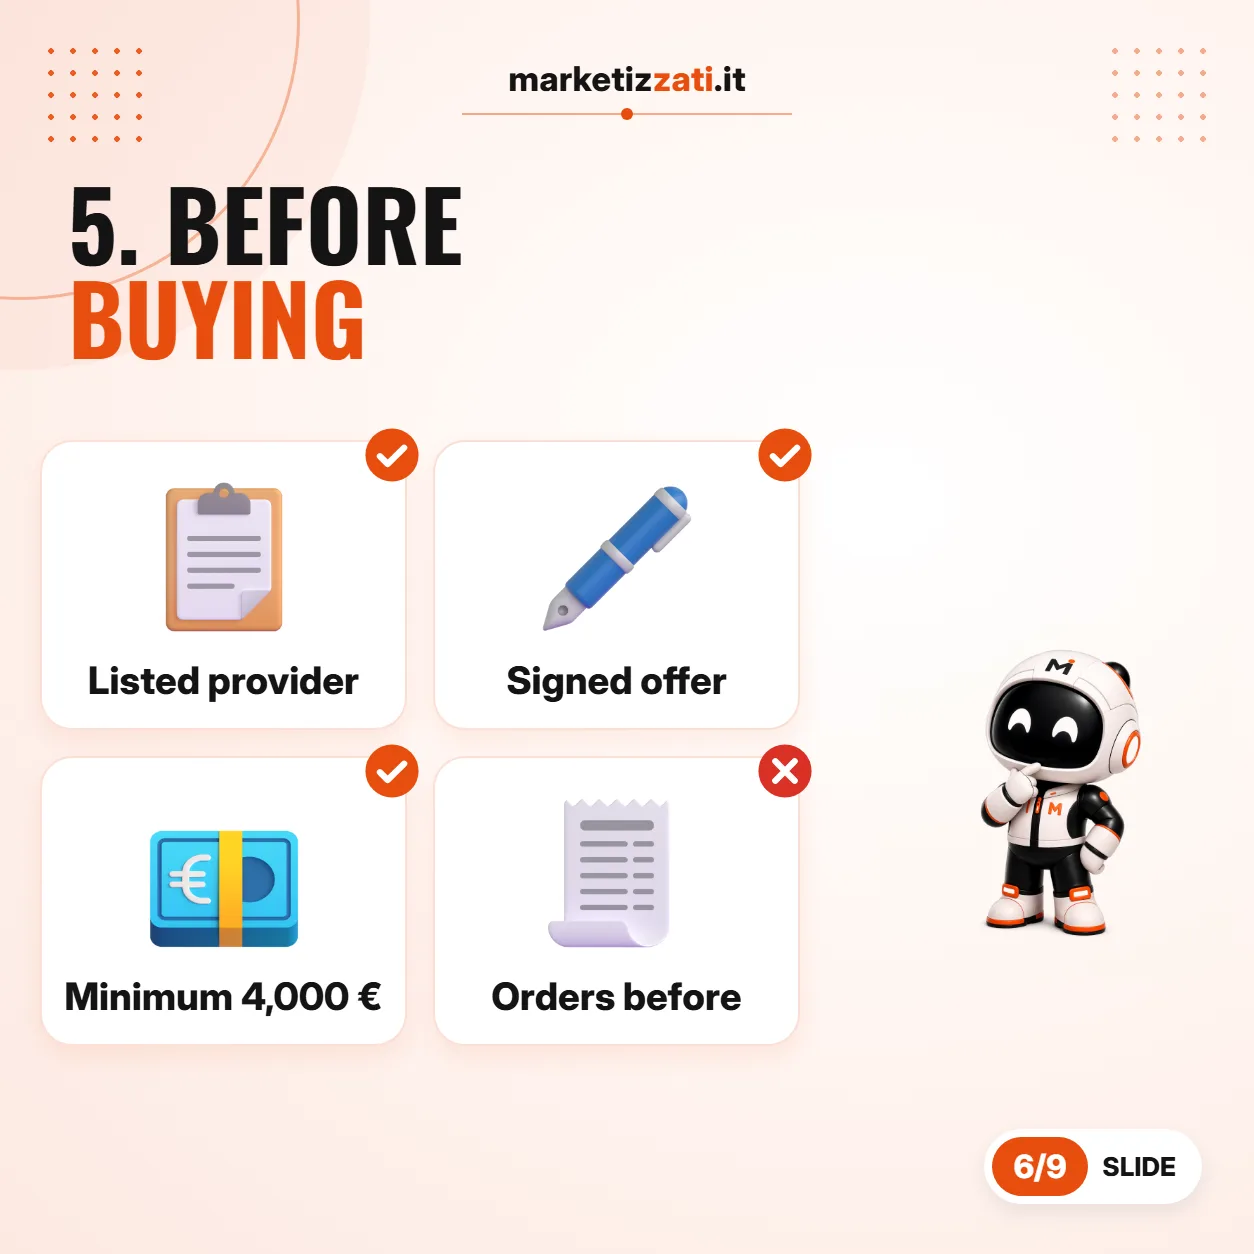 marketizzati.it
5. BEFORE
BUYING
Listed provider
Signed offer
€
Minimum 4,000 €
Orders before
M
M
6/9
SLIDE